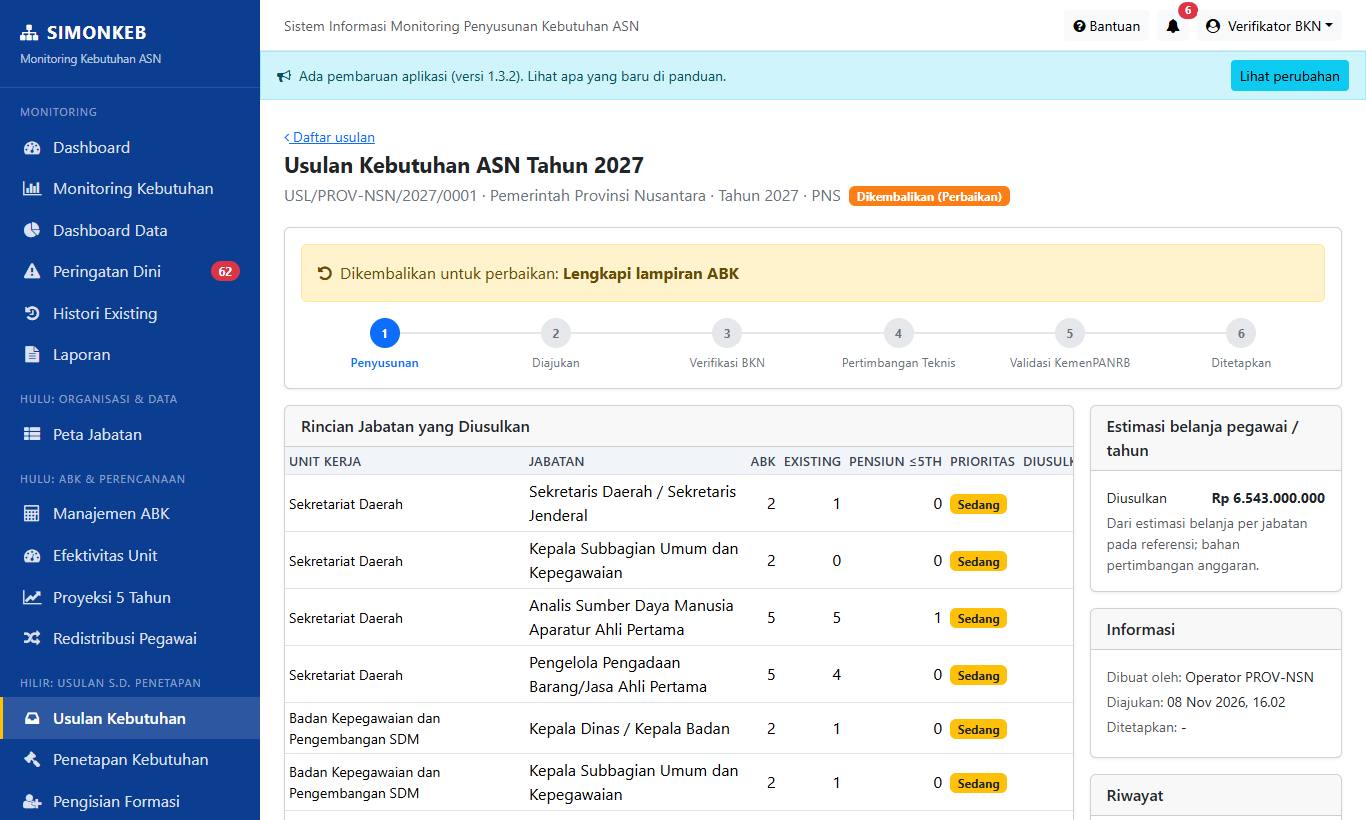 SIMONKEB
Monitoring Kebutuhan ASN
MONITORING
Dashboard
Monitoring Kebutuhan
Dashboard Data
Peringatan Dini 62
Histori Existing
Laporan
HULU: ORGANISASI & DATA
Peta Jabatan
HULU: ABK & PERENCANAAN
Manajemen ABK
Efektivitas Unit
Proyeksi 5 Tahun
Redistribusi Pegawai
HILIR: USULAN S.D. PENETAPAN
Usulan Kebutuhan
Penetapan Kebutuhan
Pengisian Formasi
Sistem Informasi Monitoring Penyusunan Kebutuhan ASN
Bantuan 6 Verifikator BKN
Ada pembaruan aplikasi (versi 1.3.2). Lihat apa yang baru di panduan. Lihat perubahan
Daftar usulan
Usulan Kebutuhan ASN Tahun 2027
USL/PROV-NSN/2027/0001 · Pemerintah Provinsi Nusantara · Tahun 2027 · PNS Dikembalikan (Perbaikan)
Dikembalikan untuk perbaikan: Lengkapi lampiran ABK
1 2 3 4 5 6
Penyusunan Diajukan Verifikasi BKN Pertimbangan Teknis Validasi KemenPANRB Ditetapkan
Rincian Jabatan yang Diusulkan
UNIT KERJA JABATAN ABK EXISTING PENSIUN ≤5TH PRIORITAS DIUSULK
Sekretariat Daerah Sekretaris Daerah / Sekretaris 2 1 0 Sedang
Jenderal
Sekretariat Daerah Kepala Subbagian Umum dan 2 0 0 Sedang
Kepegawaian
Sekretariat Daerah Analis Sumber Daya Manusia 5 5 1 Sedang
Aparatur Ahli Pertama
Sekretariat Daerah Pengelola Pengadaan 5 4 0 Sedang
Barang/Jasa Ahli Pertama
Badan Kepegawaian dan Kepala Dinas / Kepala Badan 2 1 0 Sedang
Pengembangan SDM
Badan Kepegawaian dan Kepala Subbagian Umum dan 2 1 0 Sedang
Pengembangan SDM Kepegawaian
Estimasi belanja pegawai /
tahun
Diusulkan Rp 6.543.000.000
Dari estimasi belanja per jabatan
pada referensi; bahan
pertimbangan anggaran.
Informasi
Dibuat oleh: Operator PROV-NSN
Diajukan: 08 Nov 2026, 16.02
Ditetapkan: -
Riwayat